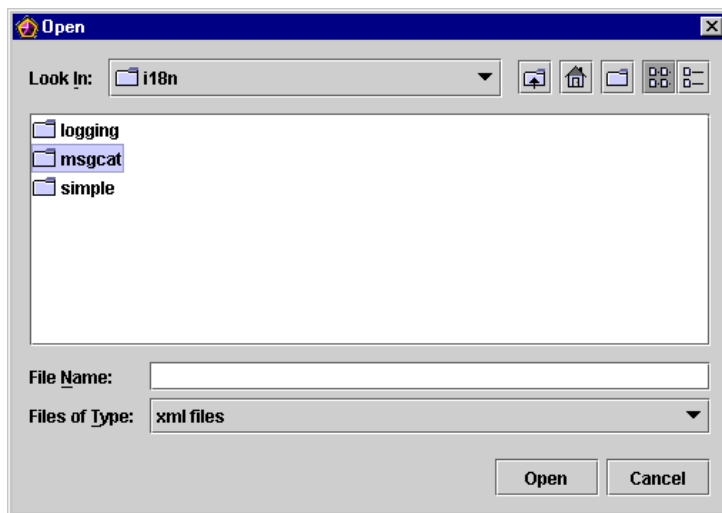 Open
Look In: i18n
logging
msgcat
simple
File Name:
Files of Type: xml files
Open Cancel